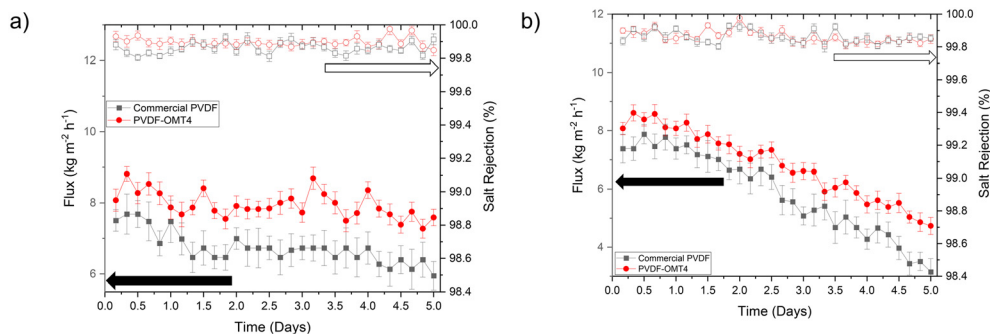 a)
12
10
8
6
Flux (kg m⁻² h⁻¹)
Commercial PVDF
PVDF-OMT4
100.0
99.8
99.6
99.4
99.2
99.0
98.8
98.6
98.4
Salt Rejection (%)
0.0 0.5 1.0 1.5 2.0 2.5 3.0 3.5 4.0 4.5 5.0
Time (Days)
b)
12
10
8
6
4
Flux (kg m⁻² h⁻¹)
Commercial PVDF
PVDF-OMT4
100.0
99.8
99.6
99.4
99.2
99.0
98.8
98.6
98.4
Salt Rejection (%)
0.0 0.5 1.0 1.5 2.0 2.5 3.0 3.5 4.0 4.5 5.0
Time (Days)